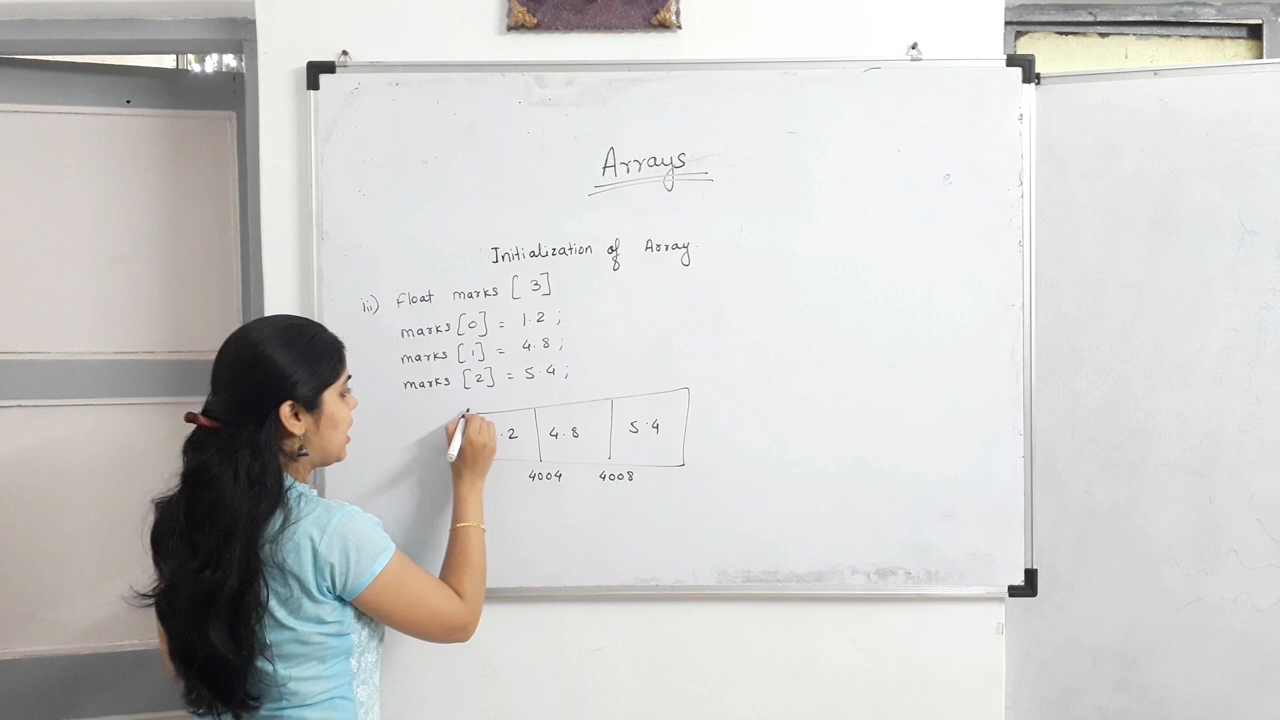 Arrays
Initialization of Array.
iii) Float marks [3]
marks [0] = 1.2 ;
marks [1] = 4.8 ;
marks [2] = 5.4 ;
.2 4.8 5.4
4004 4008